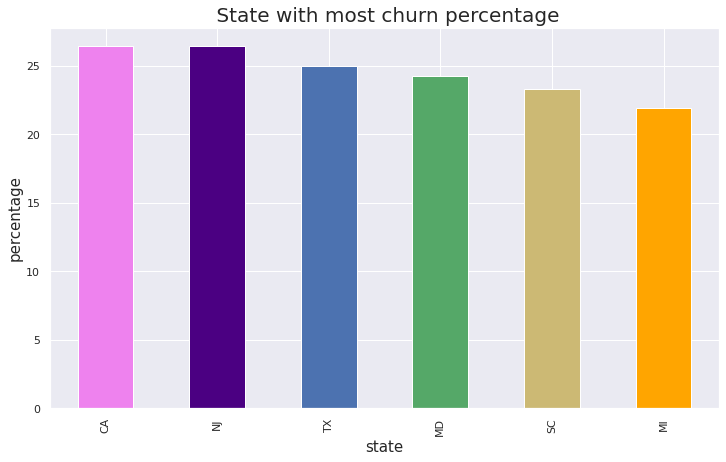 State with most churn percentage
percentage
25
20
15
10
5
0
CA
NJ
TX
MD
SC
MI
state